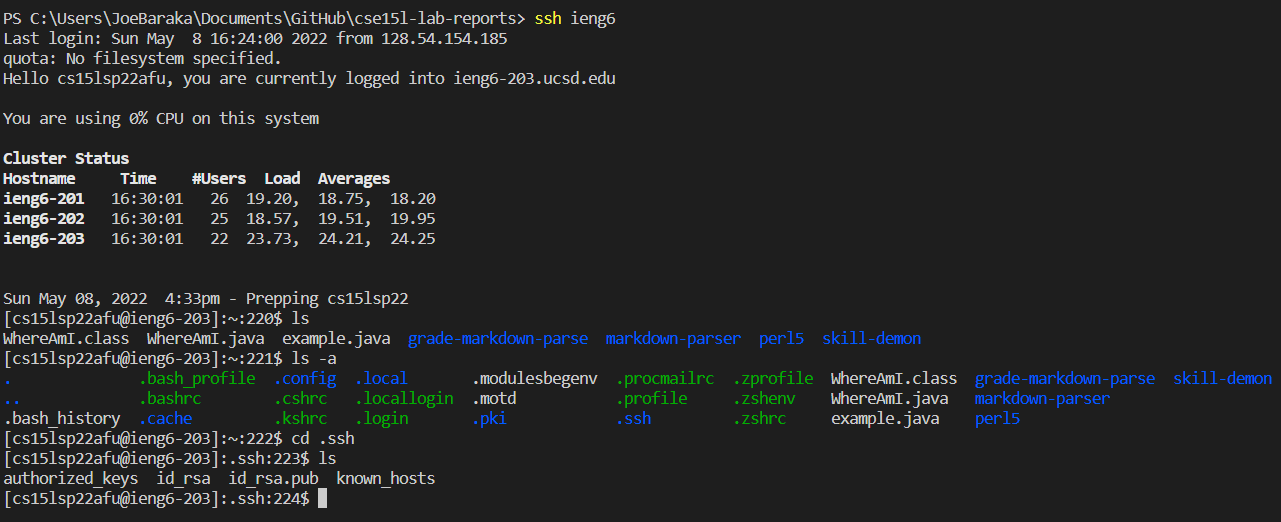 PS C:\Users\JoeBaraka\Documents\GitHub\cse15l-lab-reports> ssh ieng6
Last login: Sun May  8 16:24:00 2022 from 128.54.154.185
quota: No filesystem specified.
Hello cs15lsp22afu, you are currently logged into ieng6-203.ucsd.edu

You are using 0% CPU on this system

Cluster Status
Hostname     Time    #Users  Load  Averages
ieng6-201   16:30:01   26  19.20,  18.75,  18.20
ieng6-202   16:30:01   25  18.57,  19.51,  19.95
ieng6-203   16:30:01   22  23.73,  24.21,  24.25


Sun May 08, 2022  4:33pm - Prepping cs15lsp22
[cs15lsp22afu@ieng6-203]:~:220$ ls
WhereAmI.class  WhereAmI.java  example.java  grade-markdown-parse  markdown-parser  perl5  skill-demon
[cs15lsp22afu@ieng6-203]:~:221$ ls -a
.              .bash_profile  .config  .local       .modulesbegenv  .procmailrc  .zprofile  WhereAmI.class  grade-markdown-parse  skill-demon
..             .bashrc        .cshrc   .locallogin  .motd           .profile     .zshenv    WhereAmI.java   markdown-parser
.bash_history  .cache         .kshrc   .login       .pki            .ssh         .zshrc     example.java    perl5
[cs15lsp22afu@ieng6-203]:~:222$ cd .ssh
[cs15lsp22afu@ieng6-203]:.ssh:223$ ls
authorized_keys  id_rsa  id_rsa.pub  known_hosts
[cs15lsp22afu@ieng6-203]:.ssh:224$